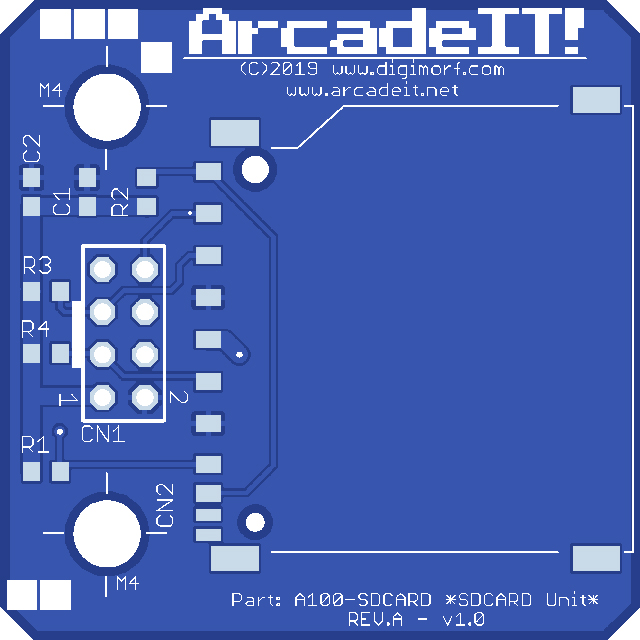 ArcadeIT!
(C)2019 www.digimorf.com
www.arcadeit.net
M4
C2
C1
R2
R3
R4
1
2
CN1
R1
CN2
M4
Part: A100-SDCARD *SDCARD Unit*
REV.A - v1.0